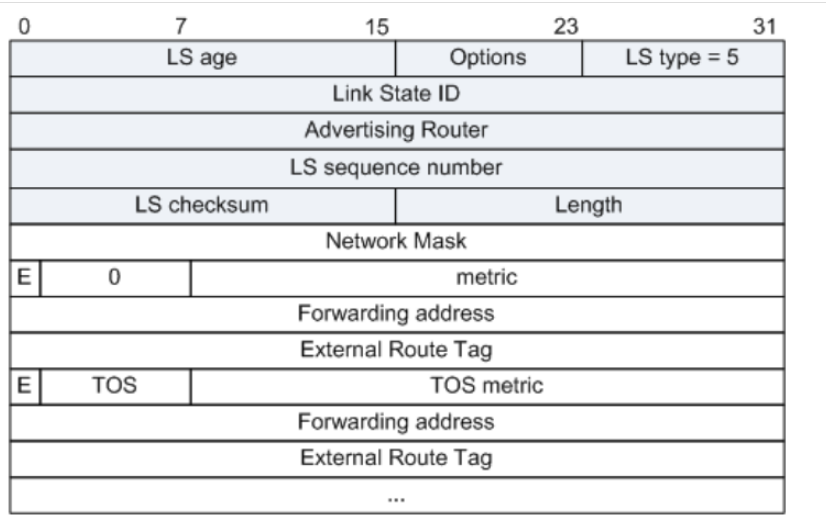 0 7 15 23 31
LS age Options LS type = 5
Link State ID
Advertising Router
LS sequence number
LS checksum Length
Network Mask
E 0 metric
Forwarding address
External Route Tag
E TOS TOS metric
Forwarding address
External Route Tag
...